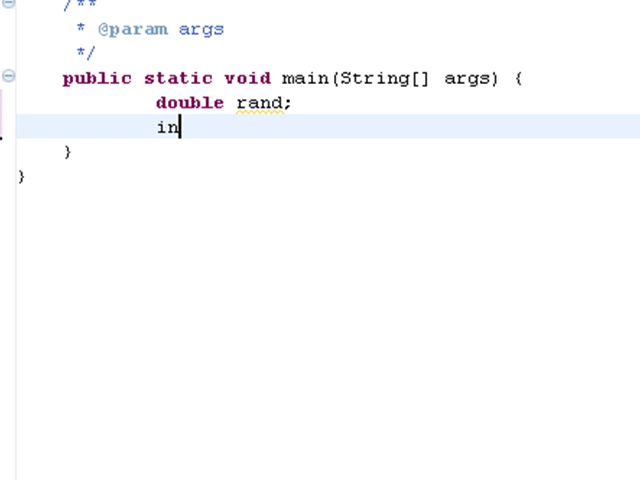 /**
* @param args
*/
public static void main(String[] args) {
double rand;
in
}
}